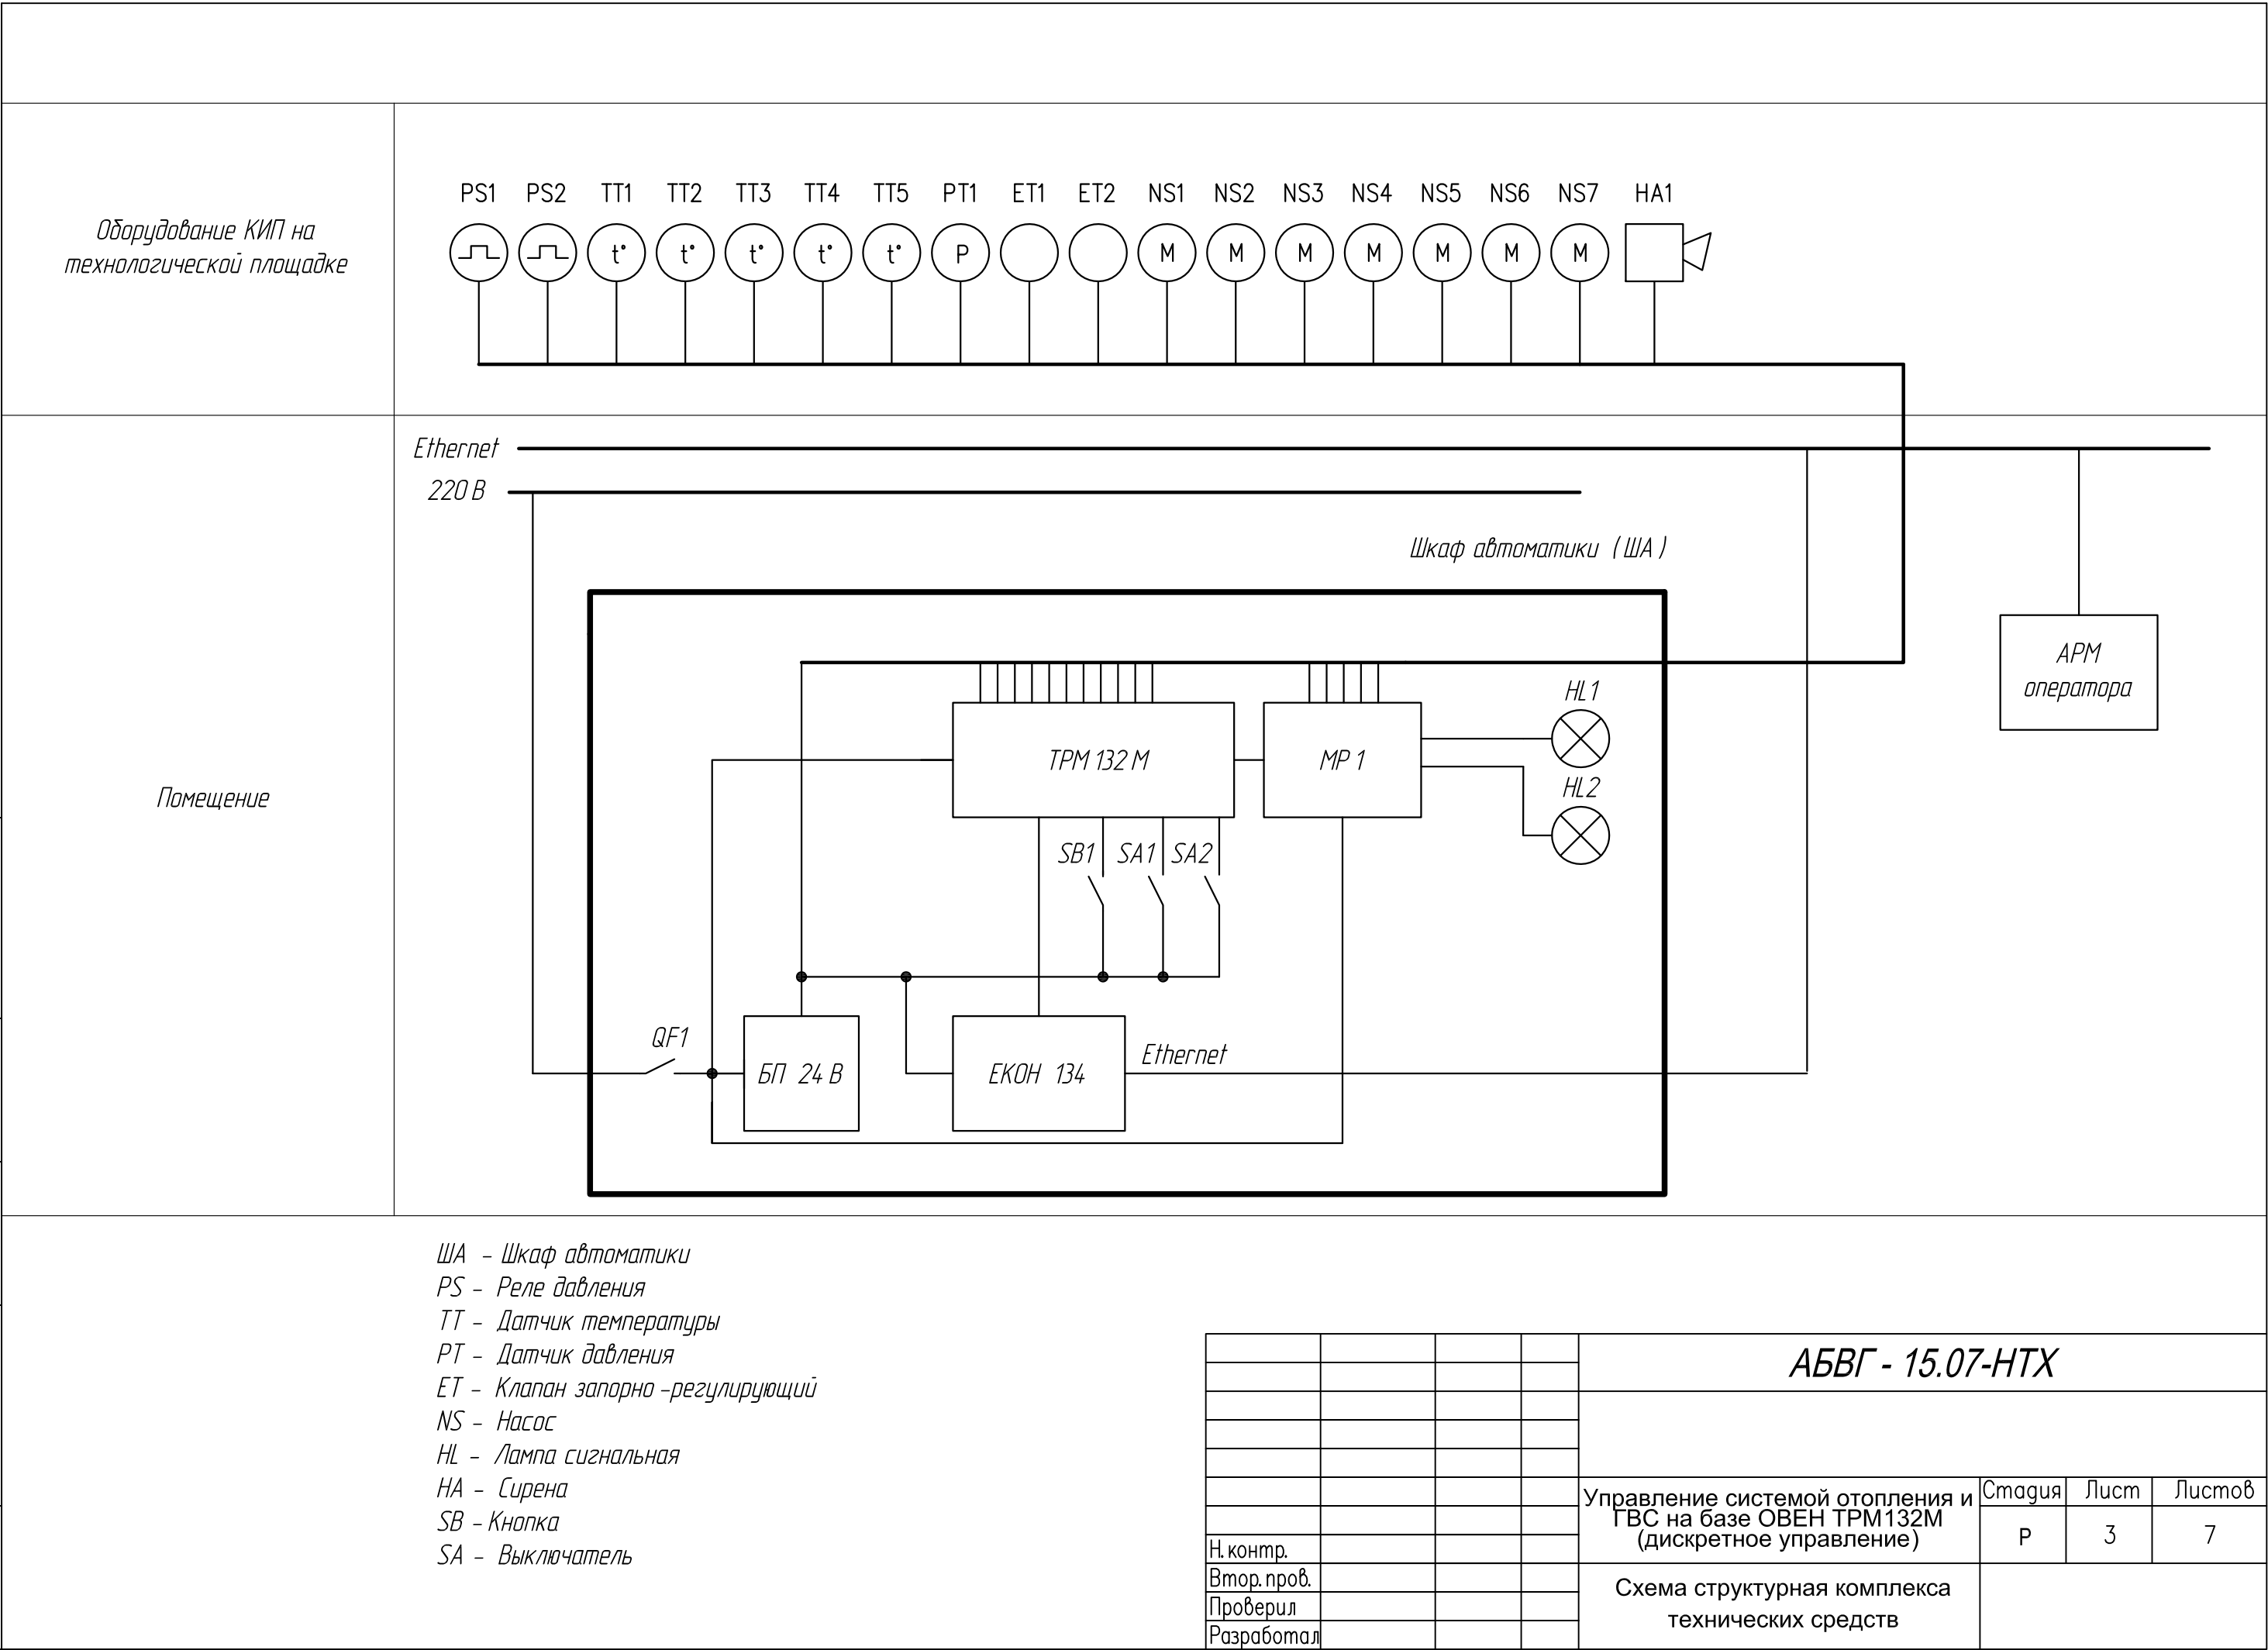 PS1 PS2 TT1 TT2 TT3 TT4 TT5 PT1 ET1 ET2 NS1 NS2 NS3 NS4 NS5 NS6 NS7 HA1
Оборудование КИП на
технологической площадке
t° t° t° t° t° P M M M M M M M
Ethernet
220 В
Шкаф автоматики (ША)
АРМ
оператора
HL1
ТРМ 132 М
МР 1
HL2
Помещение
SB1 SA1 SA2
QF1
БП 24 В
ЕКОН 134
Ethernet
ША - Шкаф автоматики
PS - Реле давления
TT - Датчик температуры
PT - Датчик давления
ET - Клапан запорно-регулирующий
NS - Насос
HL - Лампа сигнальная
HA - Сирена
SB - Кнопка
SA - Выключатель
АБВГ - 15.07-НТХ
Управление системой отопления и
ГВС на базе ОВЕН ТРМ132М
(дискретное управление)
Стадия Лист Листов
Р 3 7
Н. контр.
Втор. пров.
Проверил
Разработал
Схема структурная комплекса
технических средств